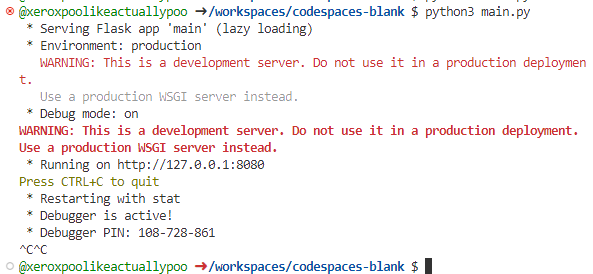 @xeroxpoolikeactuallypoo ➜/workspaces/codespaces-blank $ python3 main.py
* Serving Flask app 'main' (lazy loading)
* Environment: production
WARNING: This is a development server. Do not use it in a production deploymen
t.
Use a production WSGI server instead.
* Debug mode: on
WARNING: This is a development server. Do not use it in a production deployment.
Use a production WSGI server instead.
* Running on http://127.0.0.1:8080
Press CTRL+C to quit
* Restarting with stat
* Debugger is active!
* Debugger PIN: 108-728-861
^C^C
@xeroxpoolikeactuallypoo ➜/workspaces/codespaces-blank $